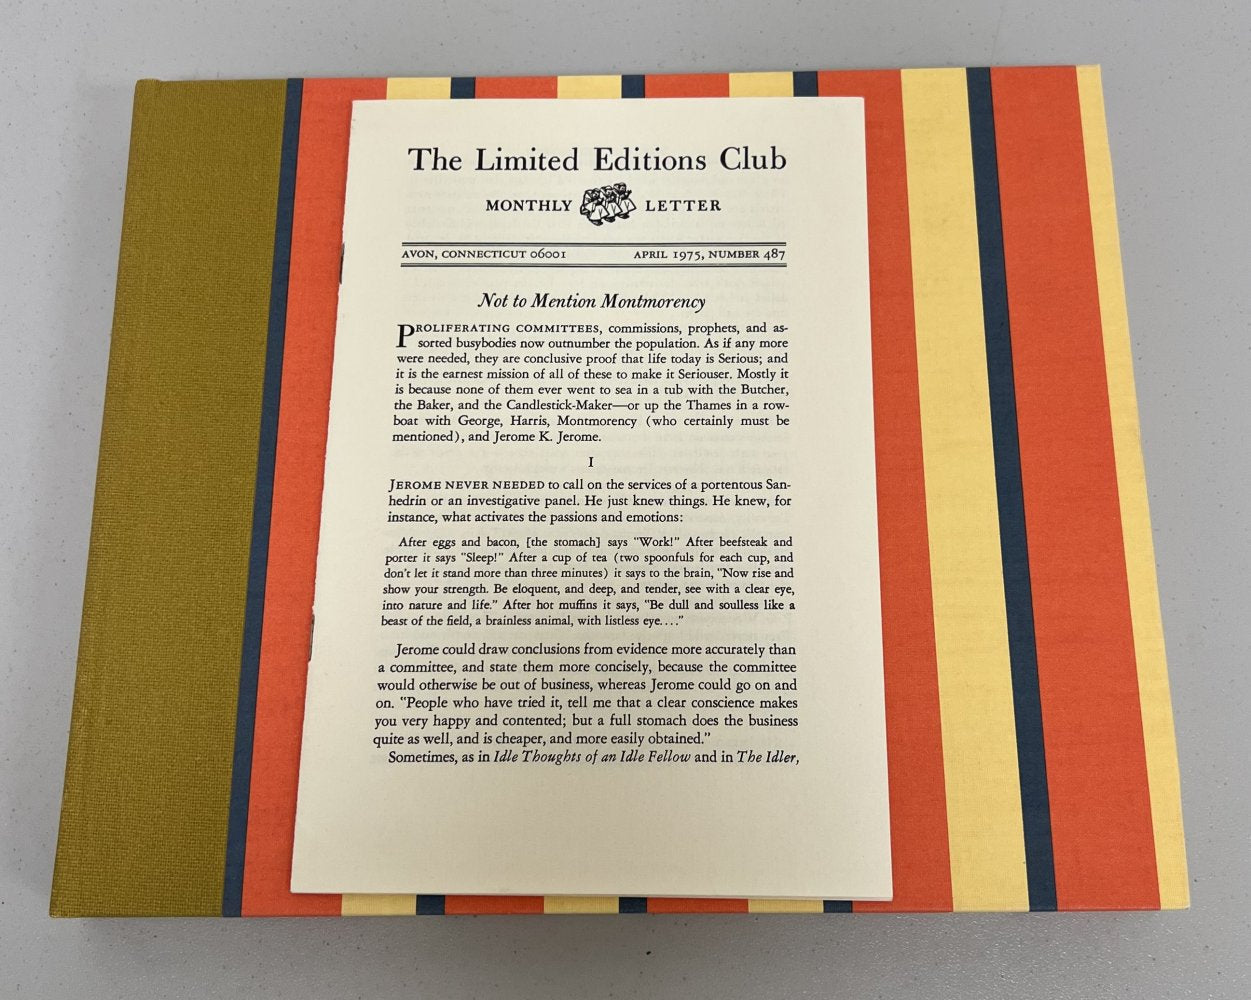 The Limited Editions Club
MONTHLY LETTER
AVON, CONNECTICUT 06001 APRIL 1975, NUMBER 487
Not to Mention Montmorency
PROLIFERATING COMMITTEES, commissions, prophets, and as-
sorted busybodies now outnumber the population. As if any more
were needed, they are conclusive proof that life today is Serious; and
it is the earnest mission of all of these to make it Seriouser. Mostly it
is because none of them ever went to sea in a tub with the Butcher,
the Baker, and the Candlestick-Maker—or up the Thames in a row-
boat with George, Harris, Montmorency (who certainly must be
mentioned), and Jerome K. Jerome.
I
JEROME NEVER NEEDED to call on the services of a portentous San-
hedrin or an investigative panel. He just knew things. He knew, for
instance, what activates the passions and emotions:
After eggs and bacon, [the stomach] says "Work!" After beefsteak and
porter it says "Sleep!" After a cup of tea (two spoonfuls for each cup, and
don't let it stand more than three minutes) it says to the brain, "Now rise and
show your strength. Be eloquent, and deep, and tender, see with a clear eye,
into nature and life." After hot muffins it says, "Be dull and soulless like a
beast of the field, a brainless animal, with listless eye...."
Jerome could draw conclusions from evidence more accurately than
a committee, and state them more concisely, because the committee
would otherwise be out of business, whereas Jerome could go on and
on. "People who have tried it, tell me that a clear conscience makes
you very happy and contented; but a full stomach does the business
quite as well, and is cheaper, and more easily obtained."
Sometimes, as in Idle Thoughts of an Idle Fellow and in The Idler,